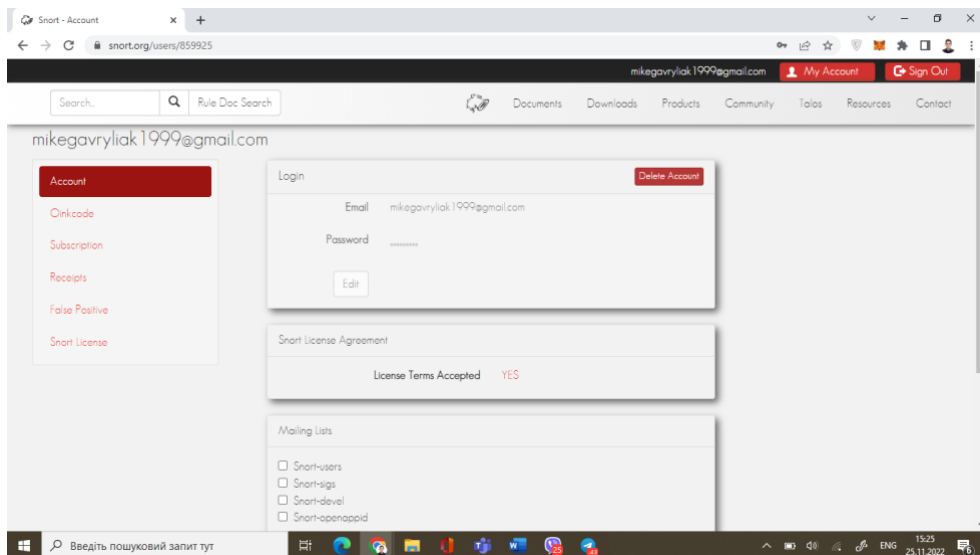 Snort - Account
snort.org/users/859925
mikegavryliak1999@gmail.com My Account Sign Out
Search.. Rule Doc Search Documents Downloads Products Community Talos Resources Contact
mikegavryliak1999@gmail.com
Account
Oinkcode
Subscription
Receipts
False Positive
Snort License
Login Delete Account
Email mikegavryliak1999@gmail.com
Password
Edit
Snort License Agreement
License Terms Accepted YES
Mailing Lists
Snort-users
Snort-sigs
Snort-devel
Snort-openappid
Введіть пошуковий запит тут
ENG 15:25
25.11.2022